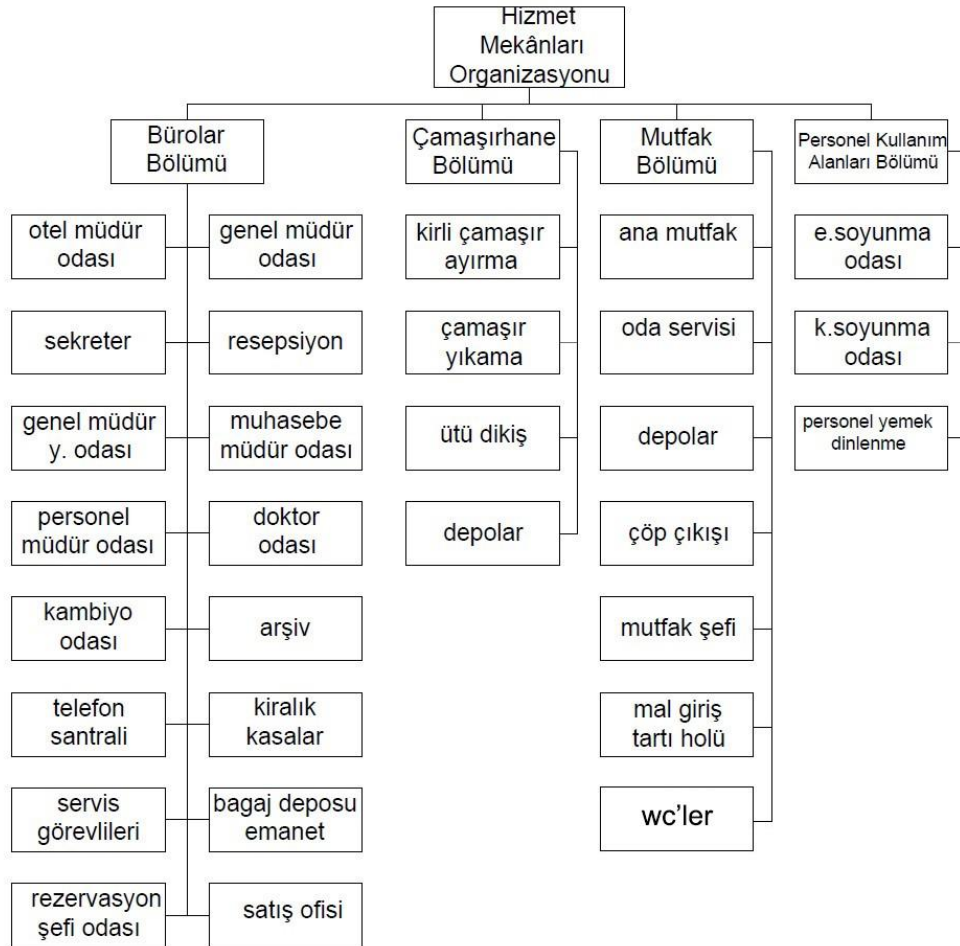 Hizmet
Mekânları
Organizasyonu
Bürolar
Bölümü
Çamaşırhane
Bölümü
Mutfak
Bölümü
Personel Kullanım
Alanları Bölümü
otel müdür
odası
genel müdür
odası
kirli çamaşır
ayırma
ana mutfak
e.soyunma
odası
sekreter
resepsiyon
çamaşır
yıkama
oda servisi
k.soyunma
odası
genel müdür
y. odası
muhasebe
müdür odası
ütü dikiş
depolar
personel yemek
dinlenme
personel
müdür odası
doktor
odası
depolar
çöp çıkışı
kambiyo
odası
arşiv
mutfak şefi
telefon
santrali
kiralık
kasalar
mal giriş
tartı holü
servis
görevlileri
bagaj deposu
emanet
wc'ler
rezervasyon
şefi odası
satış ofisi